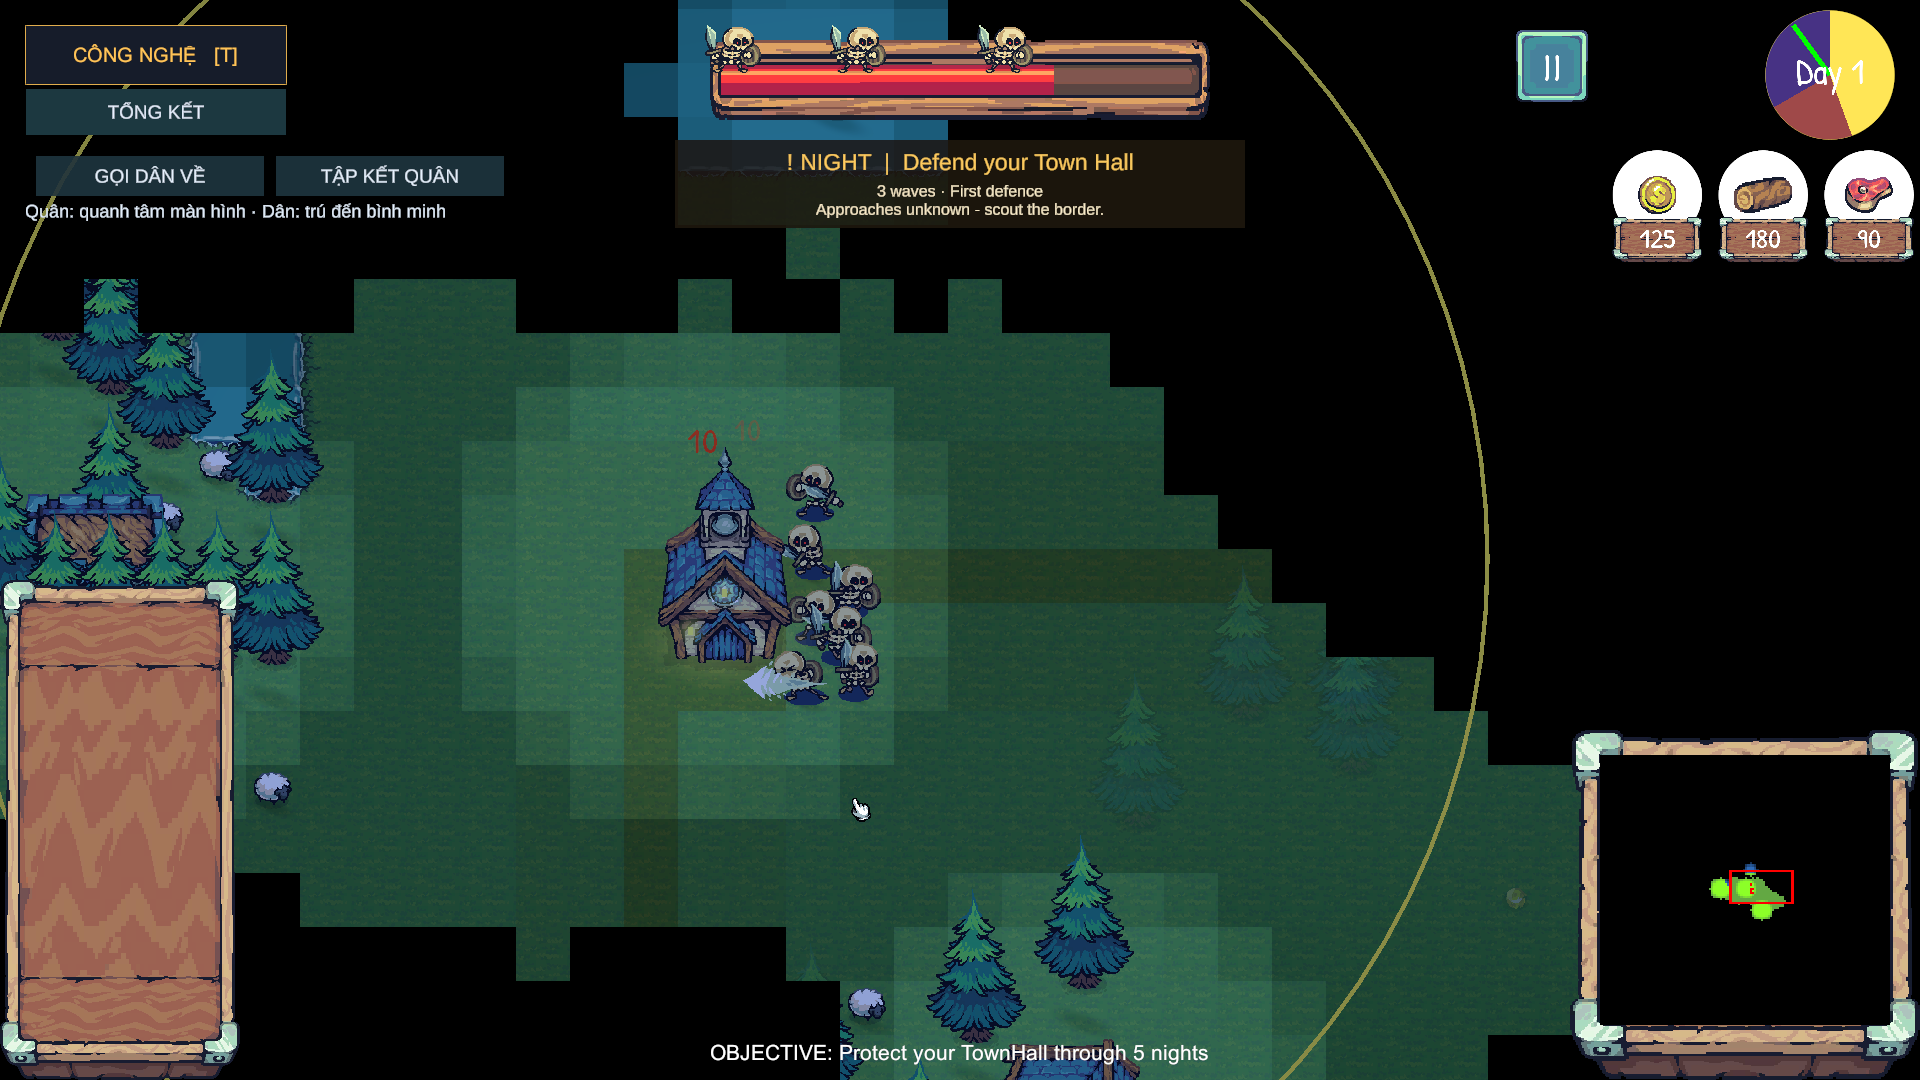 CÔNG NGHỆ [T]
TỔNG KẾT
GỌI DÂN VỀ
TẬP KẾT QUÂN
Quân: quanh tâm màn hình · Dân: trú đến bình minh
! NIGHT | Defend your Town Hall
3 waves · First defence
Approaches unknown - scout the border.
Day 1
125
180
90
10
10
OBJECTIVE: Protect your TownHall through 5 nights